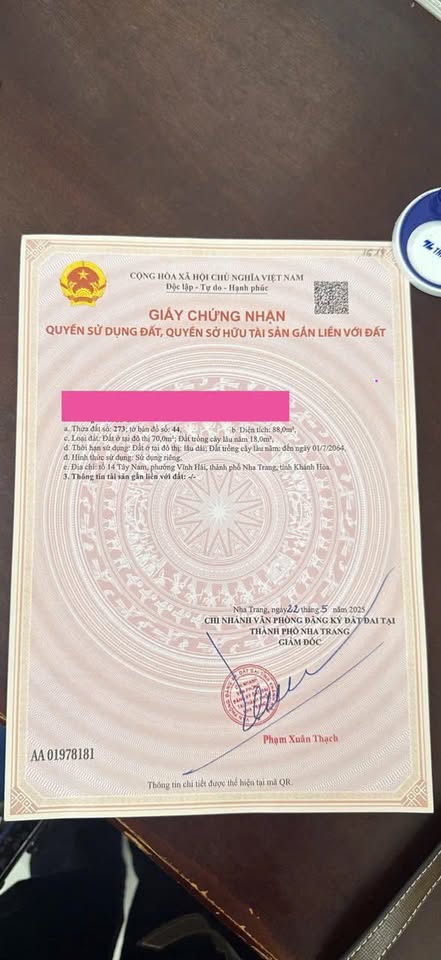 1619
CỘNG HÒA XÃ HỘI CHỦ NGHĨA VIỆT NAM
Độc lập - Tự do - Hạnh phúc
GIẤY CHỨNG NHẬN
QUYỀN SỬ DỤNG ĐẤT, QUYỀN SỞ HỮU TÀI SẢN GẮN LIỀN VỚI ĐẤT
a. Thửa đất số: 273, tờ bản đồ số: 44, b. Diện tích: 88,0m²,
c. Loại đất: Đất ở tại đô thị 70,0m²; Đất trồng cây lâu năm 18,0m²,
d. Thời hạn sử dụng: Đất ở tại đô thị: lâu dài; Đất trồng cây lâu năm: đến ngày 01/7/2064,
đ. Hình thức sử dụng: Sử dụng riêng,
e. Địa chỉ: tổ 14 Tây Nam, phường Vĩnh Hải, thành phố Nha Trang, tỉnh Khánh Hòa.
3. Thông tin tài sản gắn liền với đất: -/-
Nha Trang, ngày 22 tháng 5 năm 2025
CHI NHÁNH VĂN PHÒNG ĐĂNG KÝ ĐẤT ĐAI TẠI
THÀNH PHỐ NHA TRANG
GIÁM ĐỐC
Phạm Xuân Thạch
AA 01978181
Thông tin chi tiết được thể hiện tại mã QR.